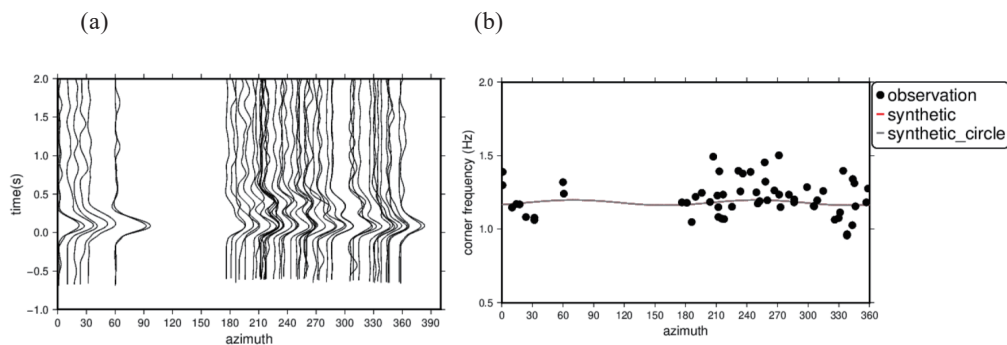 (a)
(b)
2.0
1.5
1.0
0.5
0.0
−0.5
−1.0
time(s)
0 30 60 90 120 150 180 210 240 270 300 330 360 390
azimuth
2.0
1.5
1.0
0.5
corner frequency (Hz)
0 30 60 90 120 150 180 210 240 270 300 330 360
azimuth
observation
synthetic
synthetic_circle